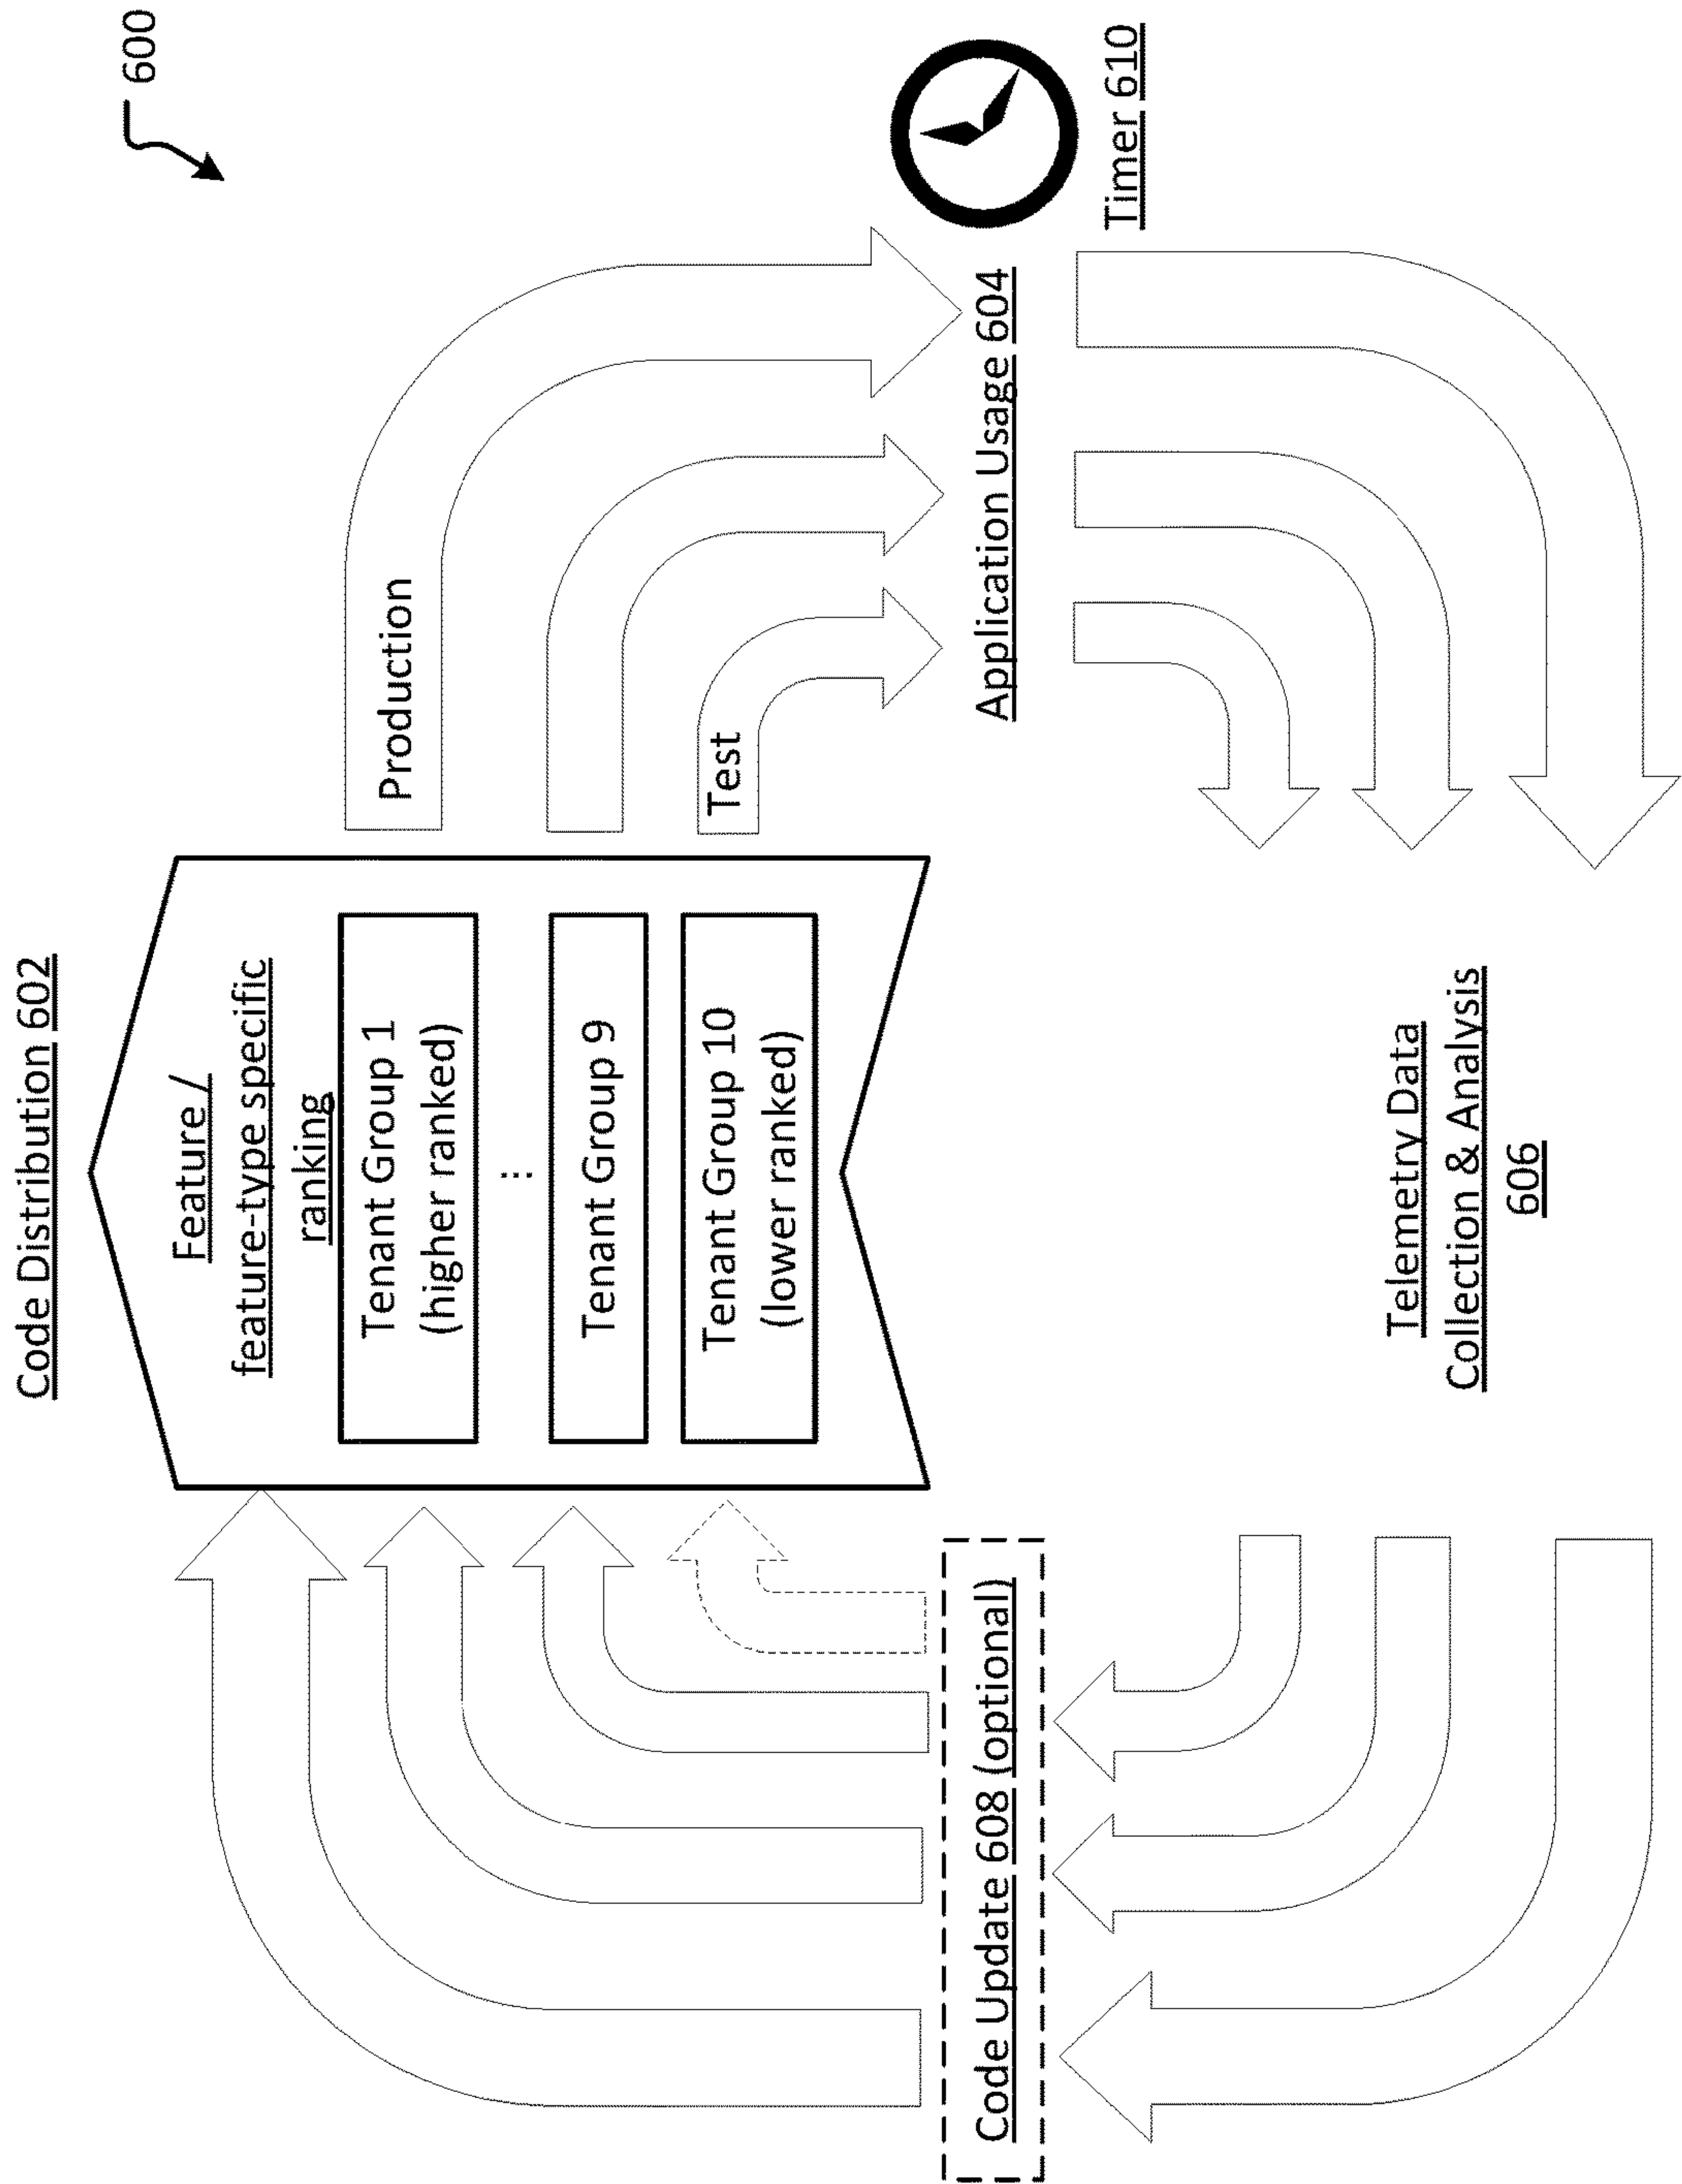 600
Code Distribution 602
Feature /
feature-type specific
ranking
Tenant Group 1
(higher ranked)
...
Tenant Group 9
Tenant Group 10
(lower ranked)
Production
Test
Application Usage 604
Timer 610
Telemetry Data
Collection & Analysis
606
Code Update 608 (optional)